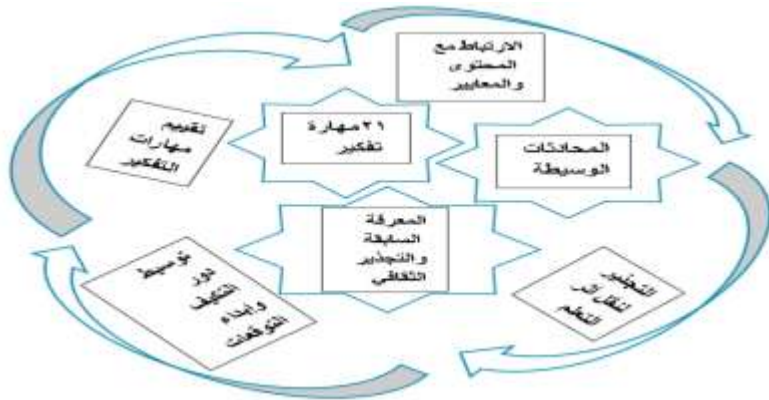 الارتباط مع
المحتوى
والمعايير
٢١ مهارة
تفكير
المحادثات
الوسيطة
تقييم
مهارات
التفكير
المعرفة
السابقة
والتجذير
الثقافي
توسيط
دور
التكيف
وإبداء
التوقعات
التجذير
لنقل أثر
التعلم